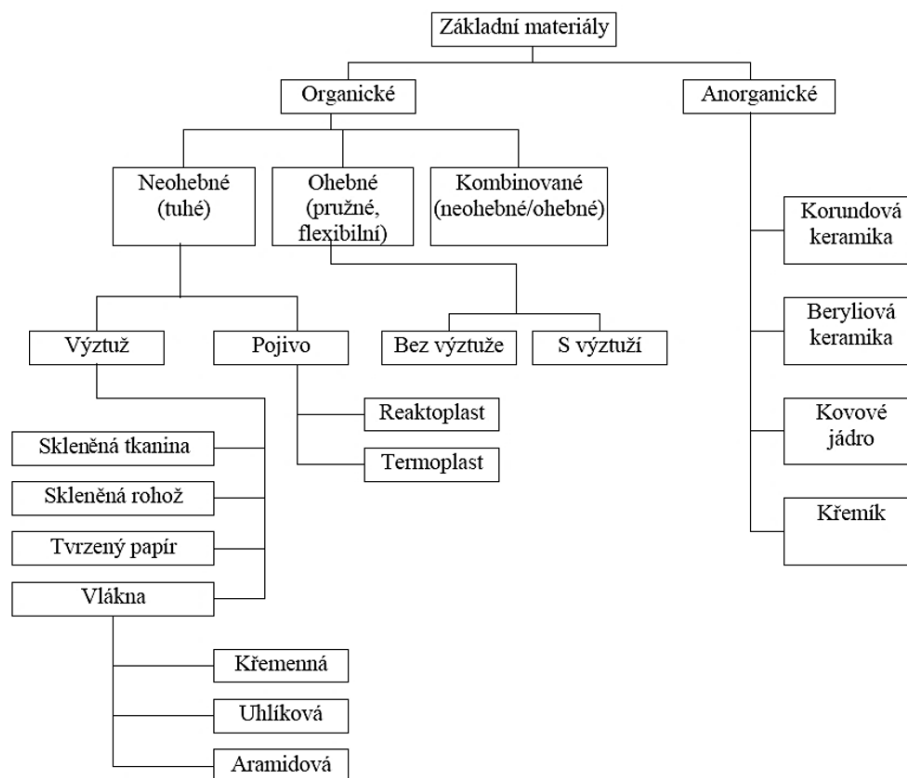 Základní materiály
Organické
Anorganické
Neohebné
(tuhé)
Ohebné
(pružné,
flexibilní)
Kombinované
(neohebné/ohebné)
Korundová
keramika
Beryliová
keramika
Kovové
jádro
Křemík
Výztuž
Pojivo
Bez výztuže
S výztuží
Reaktoplast
Termoplast
Skleněná tkanina
Skleněná rohož
Tvrzený papír
Vlákna
Křemenná
Uhlíková
Aramidová